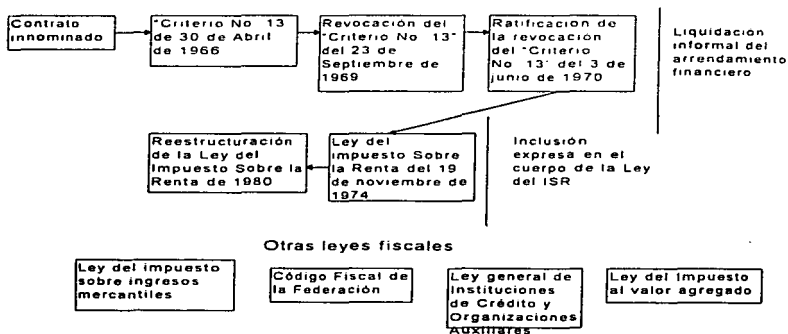 Contrato
innominado
"Criterio No 13
de 30 de Abril
de 1966
Revocación del
"Criterio No 13"
del 23 de
Septiembre de
1969
Ratificación de
la revocación
del "Criterio
No 13" del 3 de
junio de 1970
Liquidación
informal del
arrendamiento
financiero
Reestructuración
de la Ley del
Impuesto Sobre la
Renta de 1980
Ley del
Impuesto Sobre
la Renta del 19
de noviembre de
1974
Inclusión
expresa en el
cuerpo de la Ley
del ISR
Otras leyes fiscales
Ley del impuesto
sobre ingresos
mercantiles
Código Fiscal de
la Federación
Ley general de
Instituciones
de Crédito y
Organizaciones
Auxiliares
Ley del Impuesto
al valor agregado